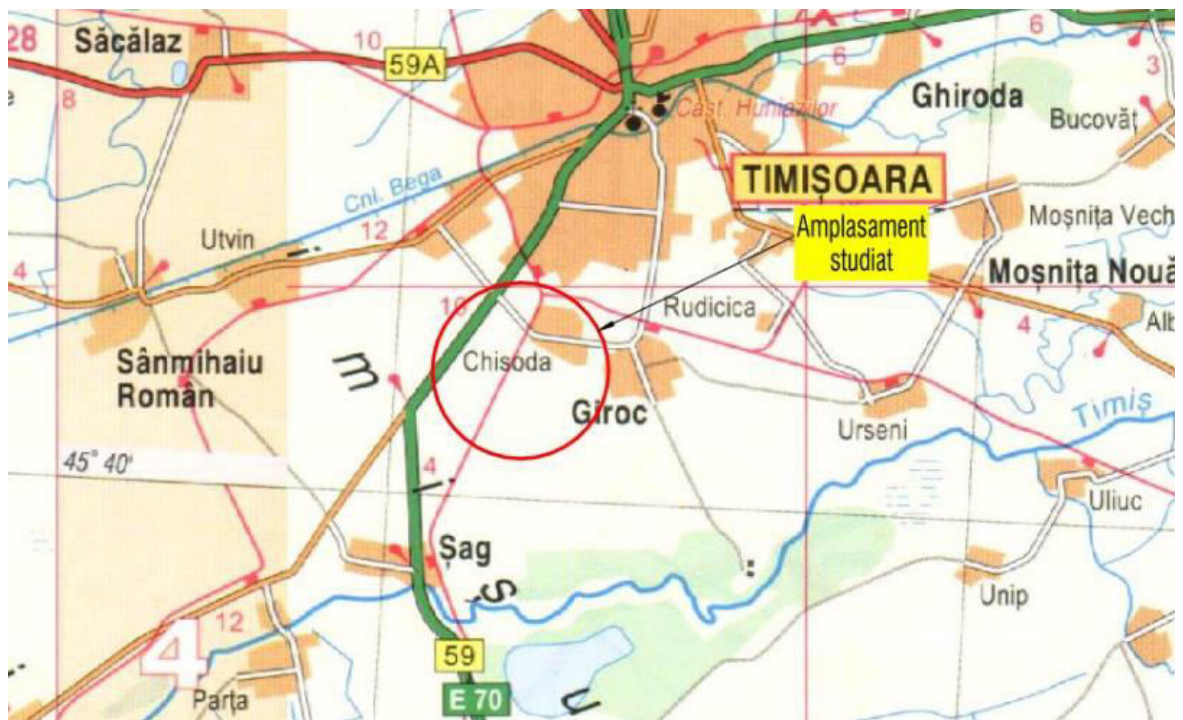 28
Săcălaz
10
59A
8
6
6
3
Ghiroda
Bucovăț
Cast. Huniazilor
TIMIȘOARA
Cnl. Bega
12
Utvin
4
Amplasament
studiat
Moșnița Vech
Moșnița Nouă
Rudicica
4
Alb
10
Sânmihaiu
Român
m
Chisoda
Giroc
Urseni
Timiș
45° 40'
4
i
Uliuc
Șag
ș
Unip
12
4
59
Parța
E 70
u